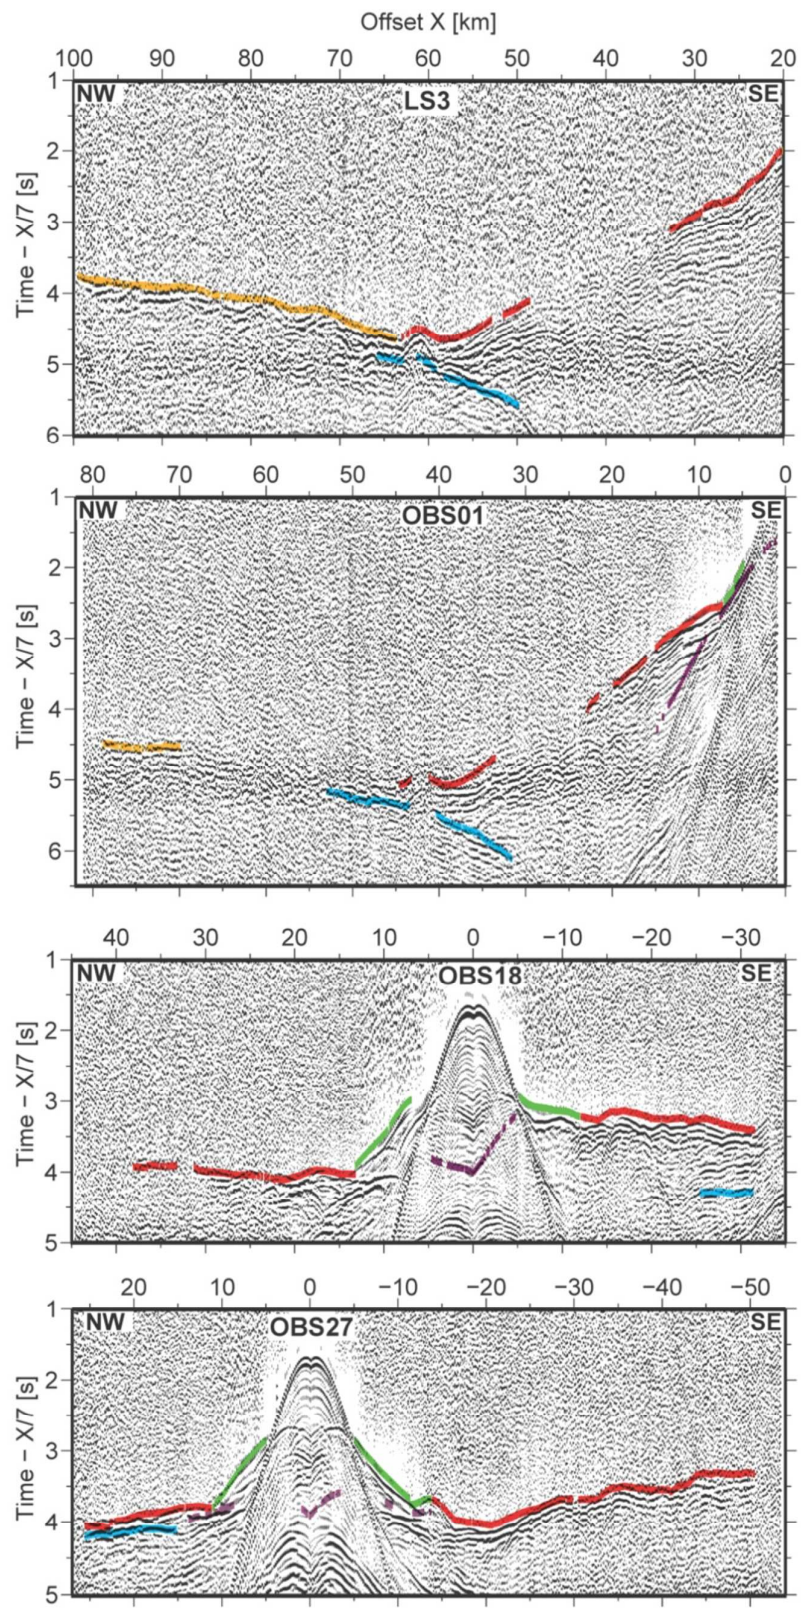 Offset X [km]
100 90 80 70 60 50 40 30 20
NW LS3 SE
1
2
3
4
5
6
Time − X/7 [s]
80 70 60 50 40 30 20 10 0
NW OBS01 SE
1
2
3
4
5
6
Time − X/7 [s]
40 30 20 10 0 −10 −20 −30
NW OBS18 SE
1
2
3
4
5
Time − X/7 [s]
20 10 0 −10 −20 −30 −40 −50
NW OBS27 SE
1
2
3
4
5
Time − X/7 [s]